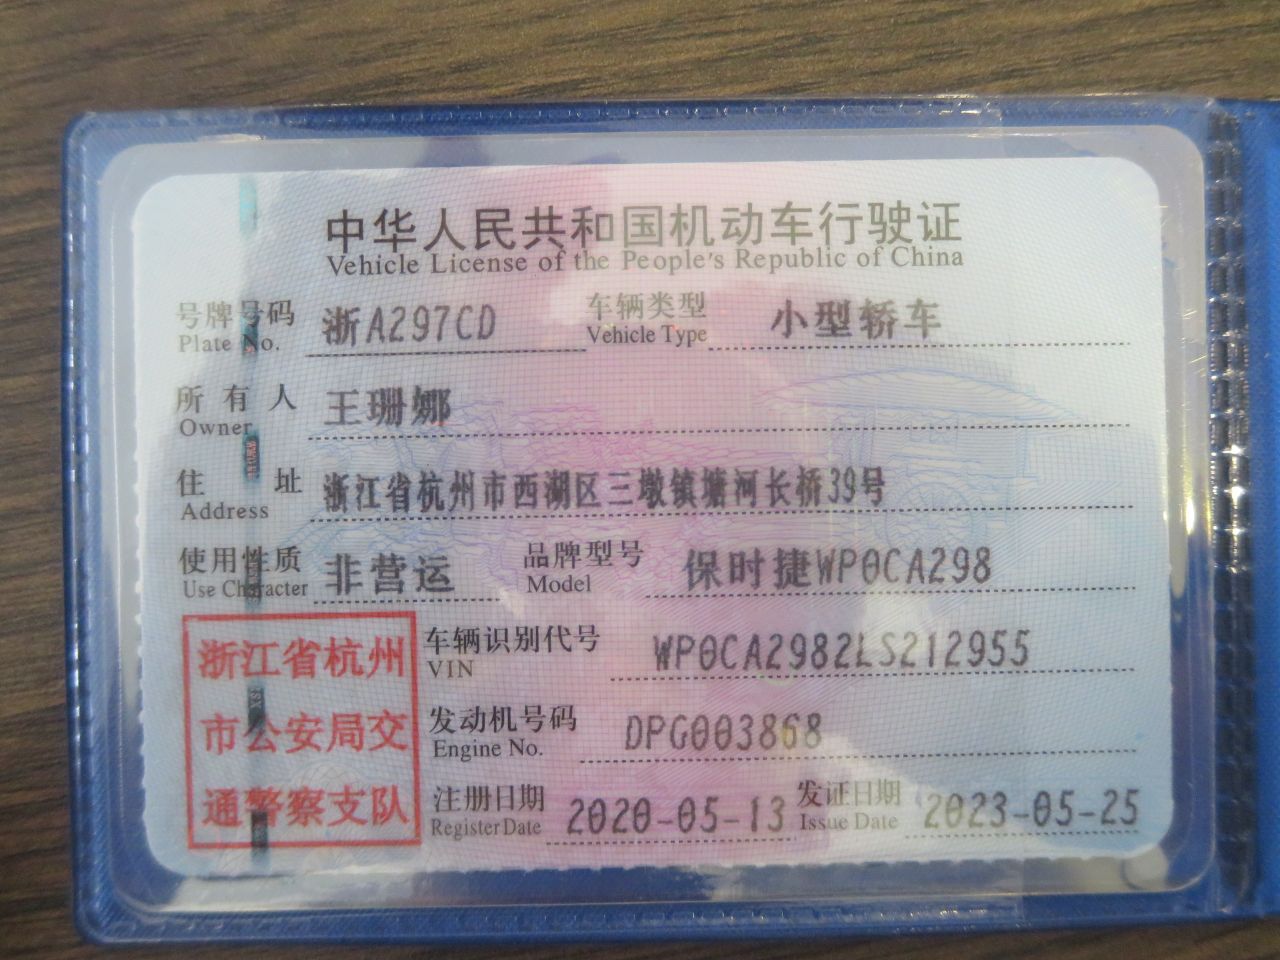 中华人民共和国机动车行驶证
Vehicle License of the People's Republic of China
号牌号码 浙A297CD 车辆类型 小型轿车
Plate No. Vehicle Type
所有人 王珊娜
Owner
住址 浙江省杭州市西湖区三墩镇塘河长桥39号
Address
使用性质 非营运 品牌型号 保时捷WP0CA298
Use Character Model
浙江省杭州
市公安局交
通警察支队
车辆识别代号 WP0CA2982LS212955
VIN
发动机号码 DPG003868
Engine No.
注册日期 2020-05-13 发证日期 2023-05-25
Register Date Issue Date